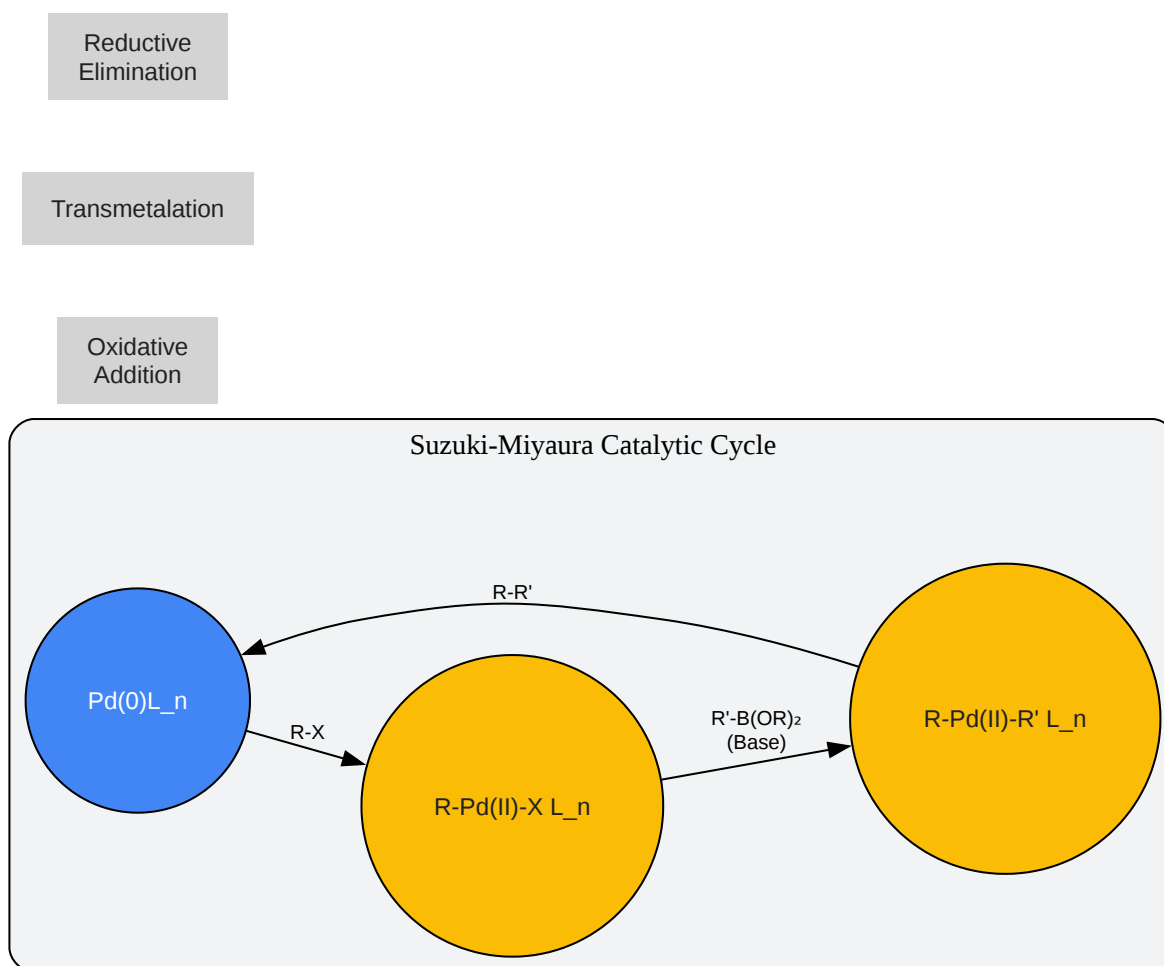 Reductive
Elimination
Transmetalation
Oxidative
Addition
Suzuki-Miyaura Catalytic Cycle
R-R'
Pd(0)L_n
R-X
R'-B(OR)₂
(Base)
R-Pd(II)-R' L_n
R-Pd(II)-X L_n